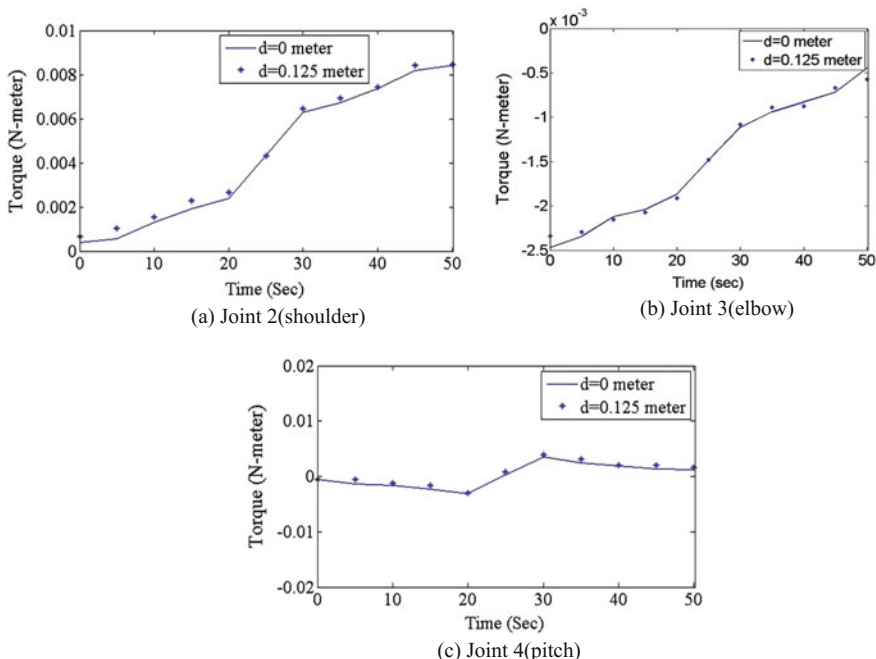 0.01
0.008
0.006
0.004
0.002
0
Torque (N-meter)
d=0 meter
d=0.125 meter
0 10 20 30 40 50
Time (Sec)
(a) Joint 2(shoulder)
x 10⁻³
0
-0.5
-1
-1.5
-2
-2.5
Torque (N-meter)
d=0 meter
d=0.125 meter
0 10 20 30 40 50
Time (sec)
(b) Joint 3(elbow)
0.02
0.01
0
-0.01
-0.02
Torque (N-meter)
d=0 meter
d=0.125 meter
0 10 20 30 40 50
Time (Sec)
(c) Joint 4(pitch)